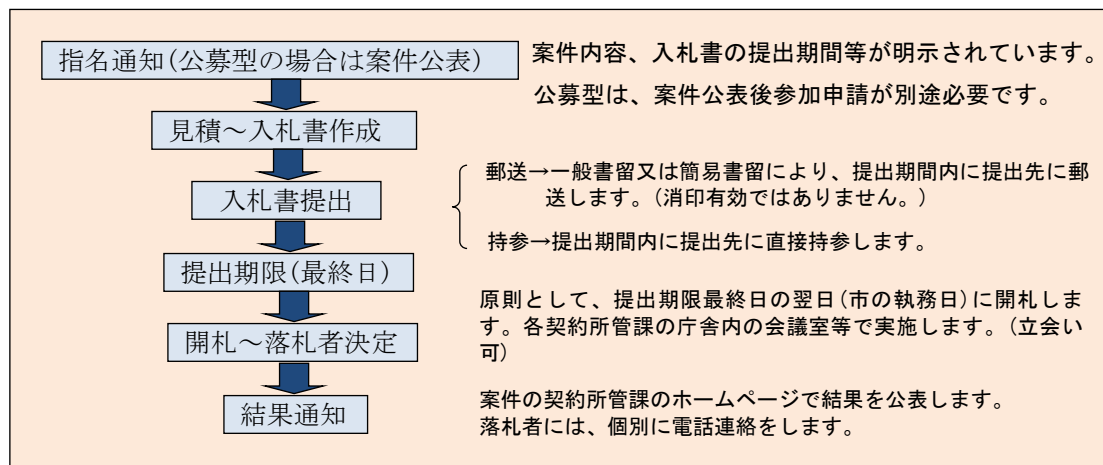 指名通知(公募型の場合は案件公表)
案件内容、入札書の提出期間等が明示されています。
公募型は、案件公表後参加申請が別途必要です。
見積～入札書作成
入札書提出
郵送→一般書留又は簡易書留により、提出期間内に提出先に郵
送します。(消印有効ではありません。)
持参→提出期間内に提出先に直接持参します。
提出期限(最終日)
開札～落札者決定
原則として、提出期限最終日の翌日(市の執務日)に開札しま
す。各契約所管課の庁舎内の会議室等で実施します。(立会い
可)
結果通知
案件の契約所管課のホームページで結果を公表します。
落札者には、個別に電話連絡をします。